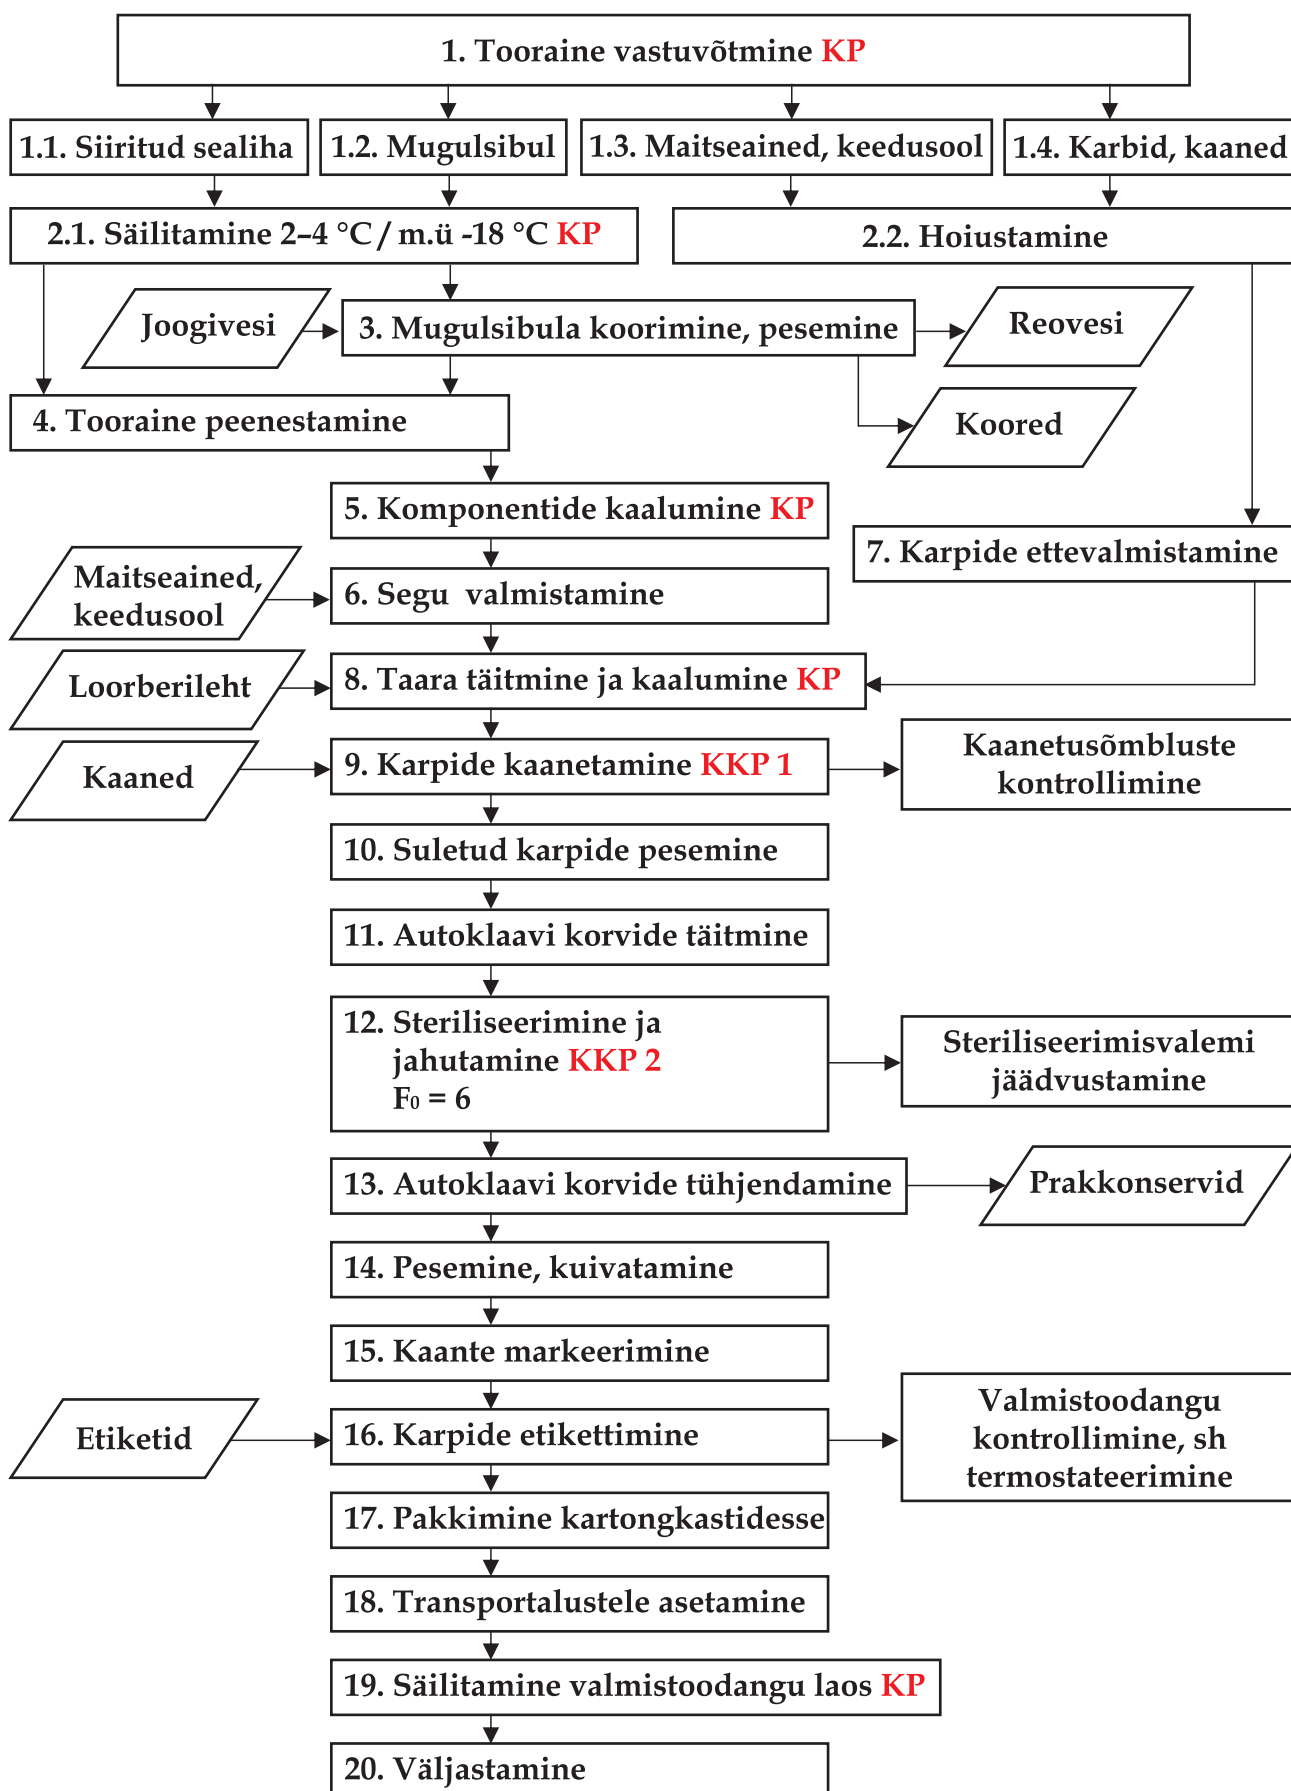 1. Tooraine vastuvõtmine KP
1.1. Siiritud sealiha
1.2. Mugulsibul
1.3. Maitseained, keedusool
1.4. Karbid, kaaned
2.1. Säilitamine 2–4 °C / m.ü -18 °C KP
2.2. Hoiustamine
Joogivesi
3. Mugulsibula koorimine, pesemine
Reovesi
4. Tooraine peenestamine
Koored
5. Komponentide kaalumine KP
7. Karpide ettevalmistamine
Maitseained,
keedusool
6. Segu valmistamine
Loorberileht
8. Taara täitmine ja kaalumine KP
Kaaned
9. Karpide kaanetamine KKP 1
Kaanetusõmbluste
kontrollimine
10. Suletud karpide pesemine
11. Autoklaavi korvide täitmine
12. Steriliseerimine ja
jahutamine KKP 2
F₀ = 6
Steriliseerimisvalemi
jäädvustamine
13. Autoklaavi korvide tühjendamine
Prakkonservid
14. Pesemine, kuivatamine
15. Kaante markeerimine
Etiketid
16. Karpide etikettimine
Valmistoodangu
kontrollimine, sh
termostateerimine
17. Pakkimine kartongkastidesse
18. Transportalustele asetamine
19. Säilitamine valmistoodangu laos KP
20. Väljastamine